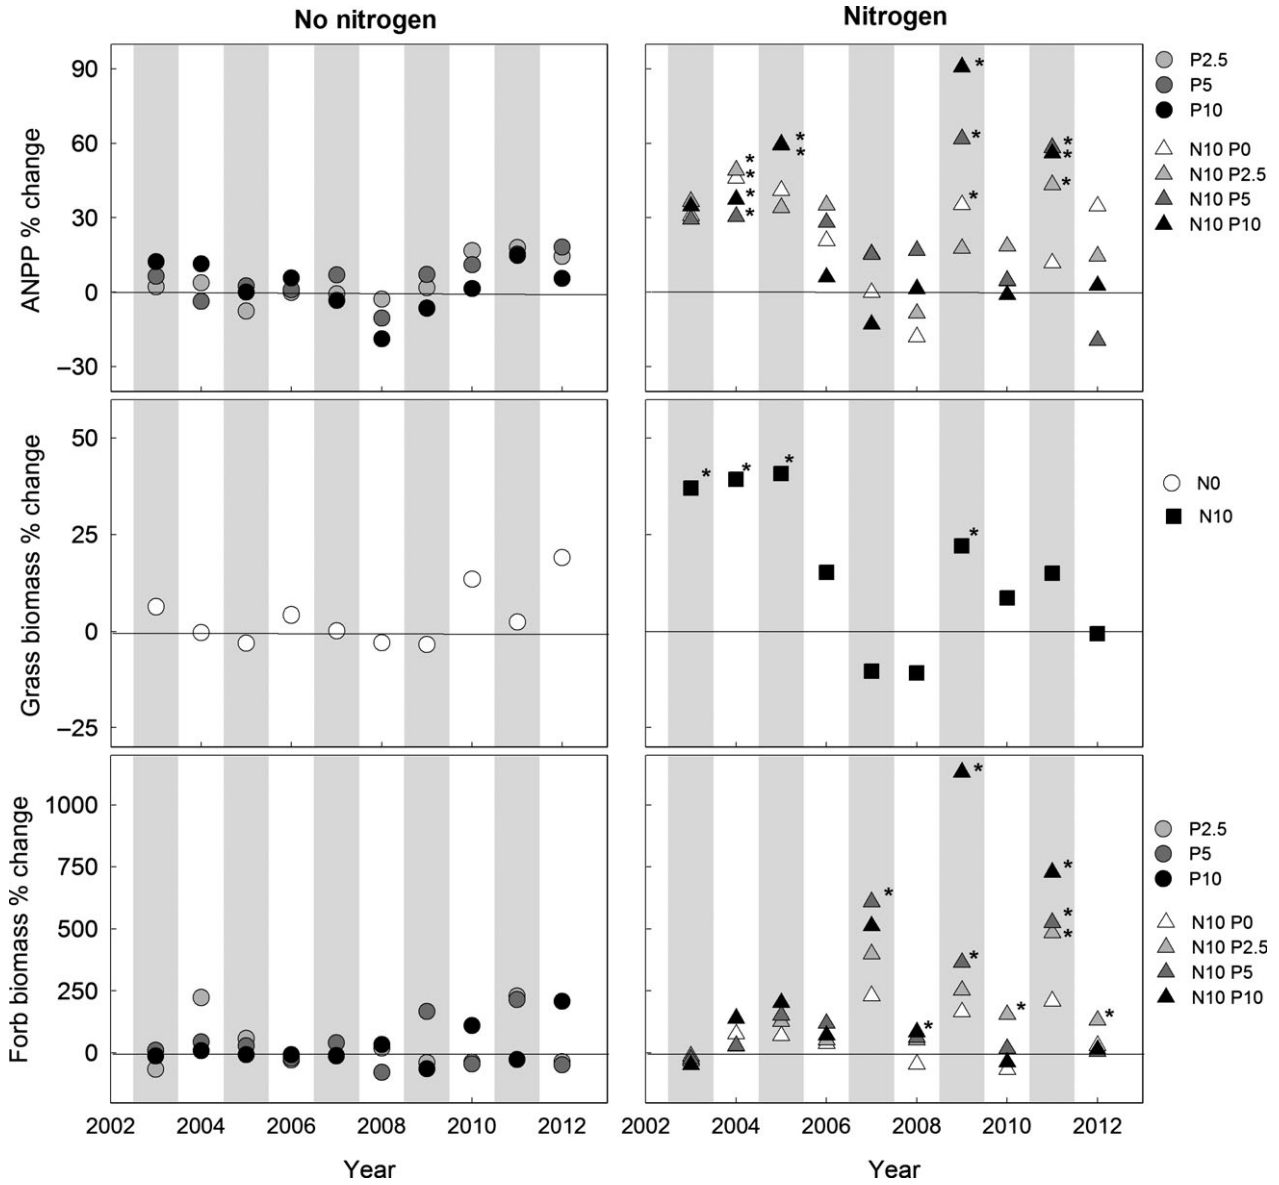 No nitrogen
Nitrogen
ANPP % change
90
60
30
0
–30
* 
* * * *
* *
* * *
* * *
P2.5
P5
P10
N10 P0
N10 P2.5
N10 P5
N10 P10
Grass biomass % change
50
25
0
–25
* * * *
N0
N10
Forb biomass % change
1000
750
500
250
0
* * * * * * * * *
P2.5
P5
P10
N10 P0
N10 P2.5
N10 P5
N10 P10
2002 2004 2006 2008 2010 2012
2002 2004 2006 2008 2010 2012
Year
Year